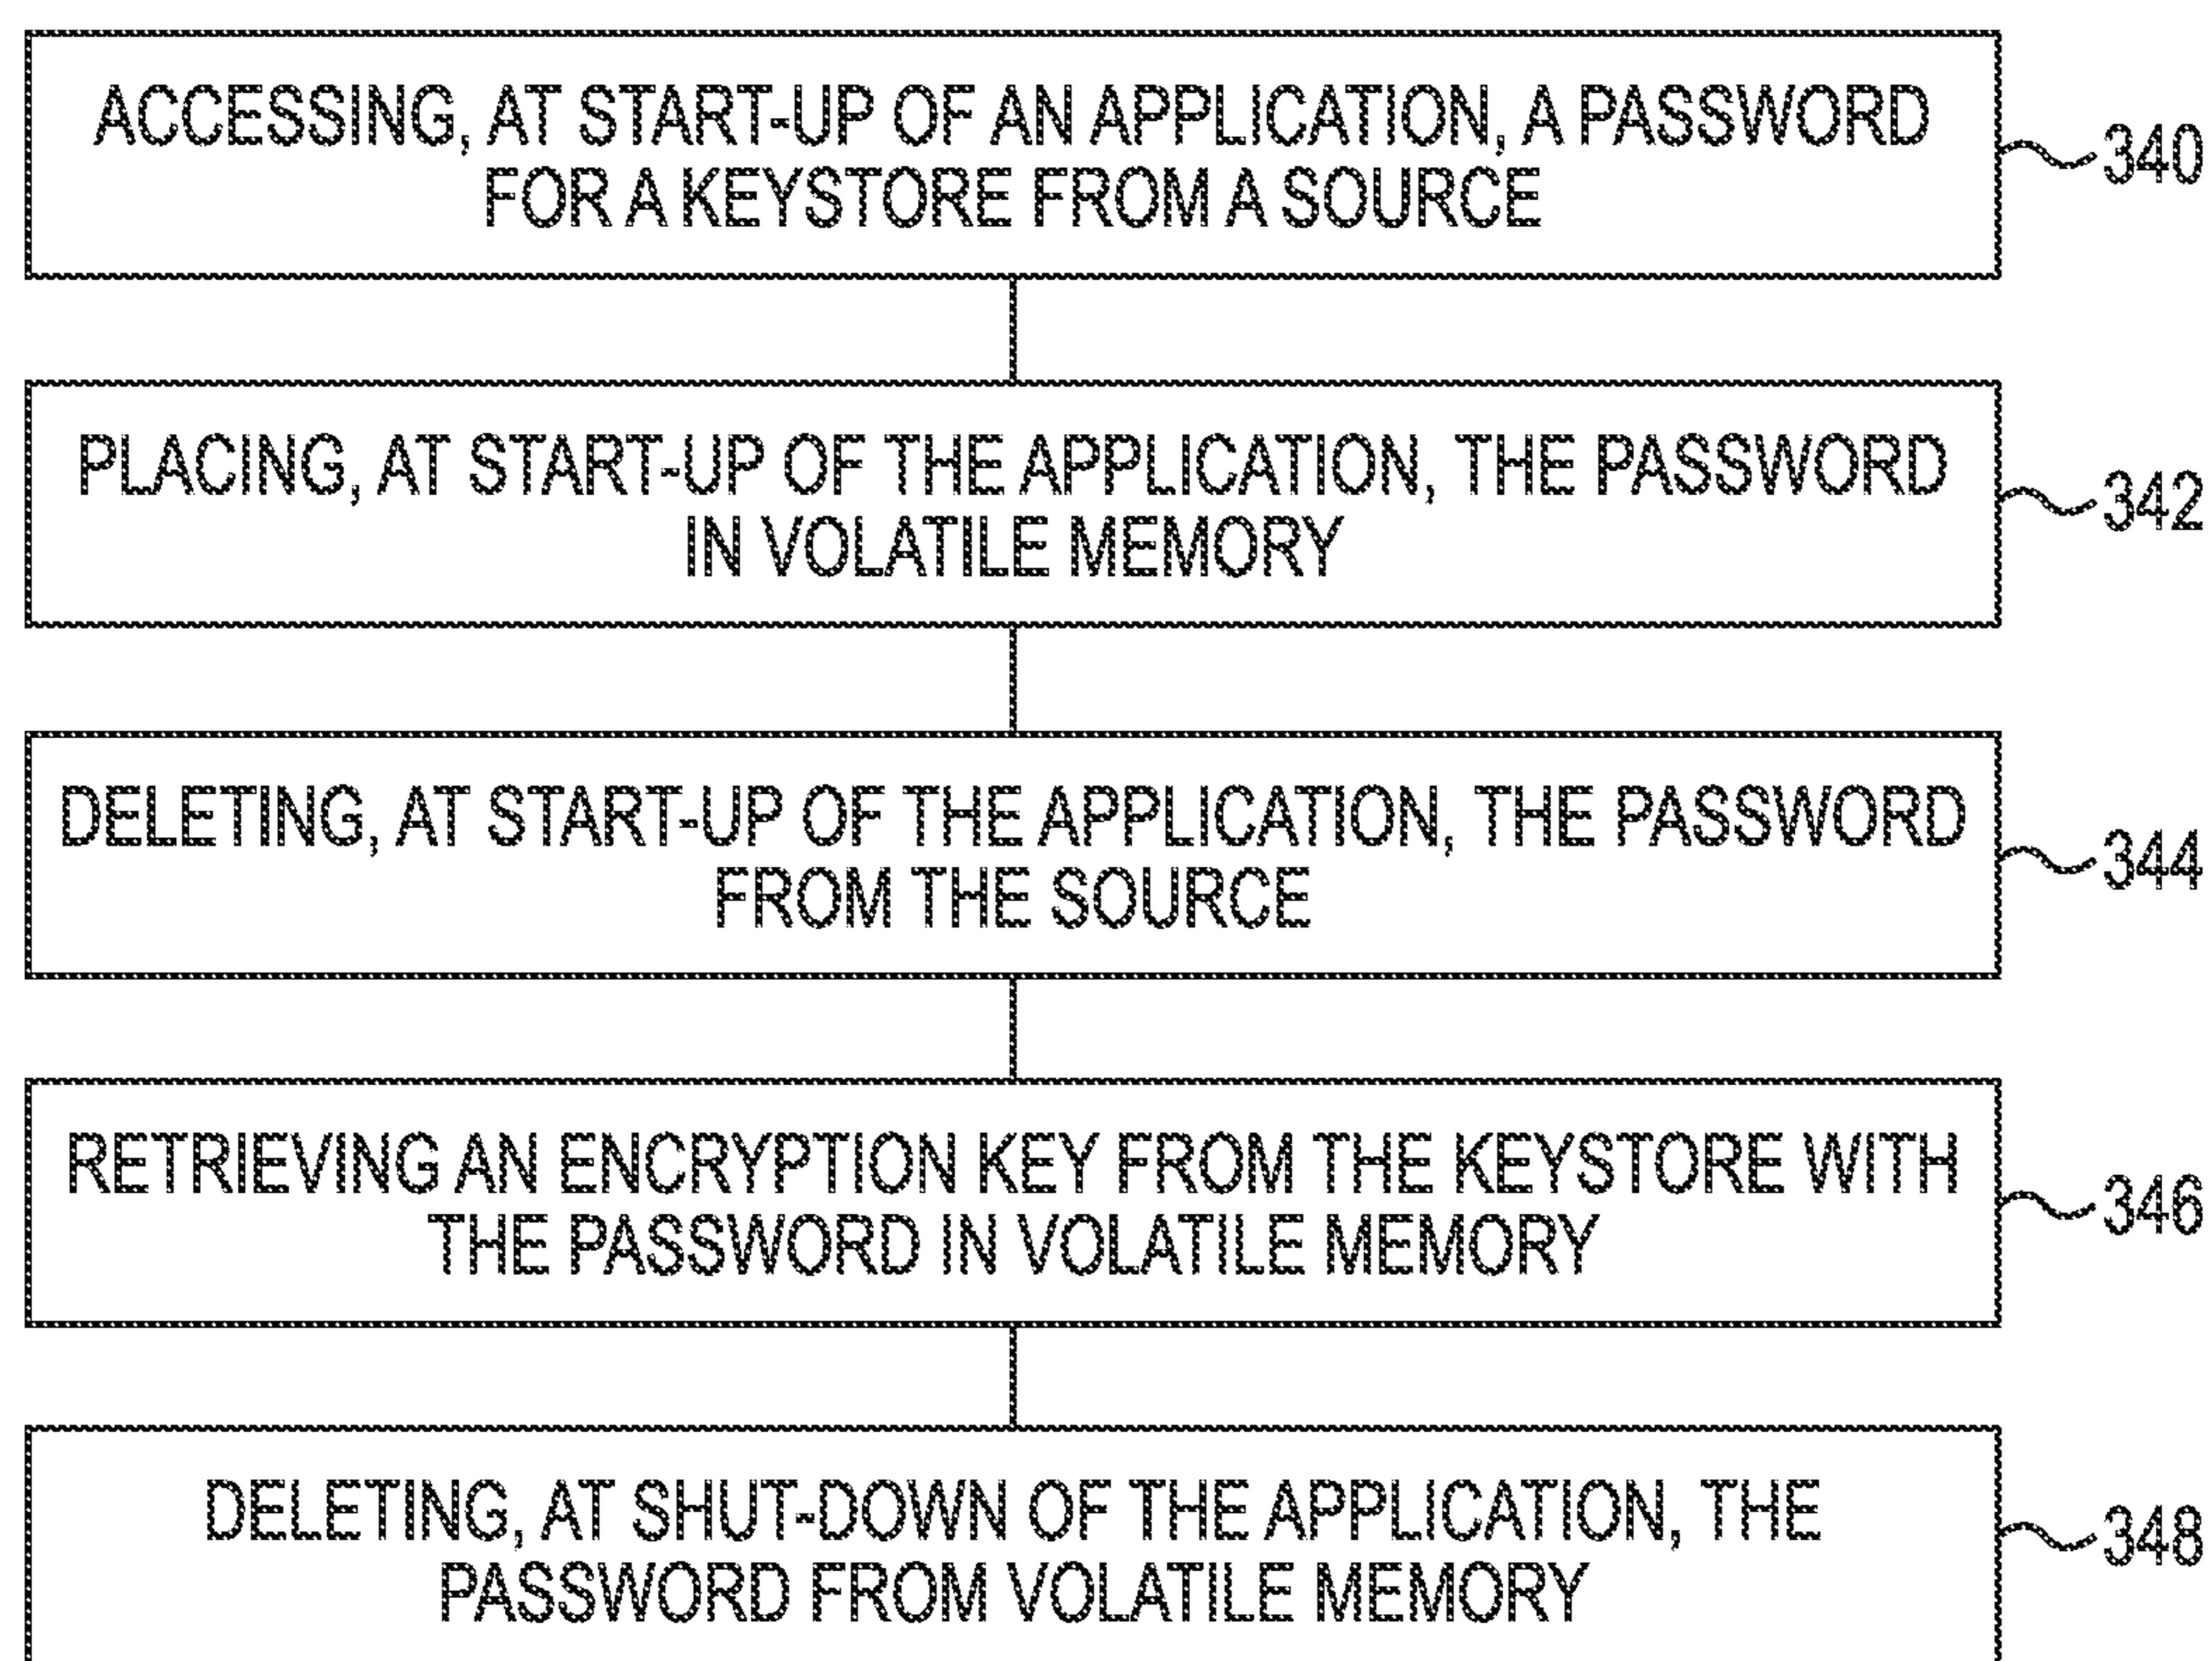 ACCESSING, AT START-UP OF AN APPLICATION, A PASSWORD
FOR A KEYSTORE FROM A SOURCE
340
PLACING, AT START-UP OF THE APPLICATION, THE PASSWORD
IN VOLATILE MEMORY
342
DELETING, AT START-UP OF THE APPLICATION, THE PASSWORD
FROM THE SOURCE
344
RETRIEVING AN ENCRYPTION KEY FROM THE KEYSTORE WITH
THE PASSWORD IN VOLATILE MEMORY
346
DELETING, AT SHUT-DOWN OF THE APPLICATION, THE
PASSWORD FROM VOLATILE MEMORY
348